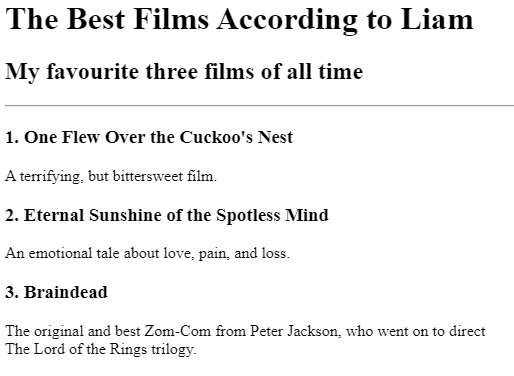 The Best Films According to Liam
My favourite three films of all time
1. One Flew Over the Cuckoo's Nest
A terrifying, but bittersweet film.
2. Eternal Sunshine of the Spotless Mind
An emotional tale about love, pain, and loss.
3. Braindead
The original and best Zom-Com from Peter Jackson, who went on to direct
The Lord of the Rings trilogy.